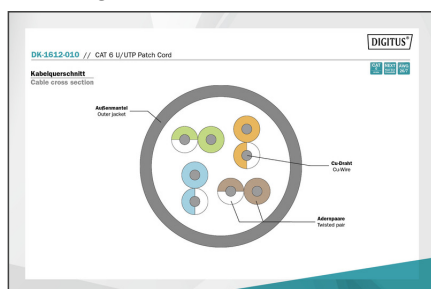 DIGITUS®
DK-1612-010 // CAT 6 U/UTP Patch Cord
Kabelquerschnitt
Cable cross section
Außenmantel
Outer jacket
Cu-Draht
Cu-Wire
Adernpaare
Twisted pair